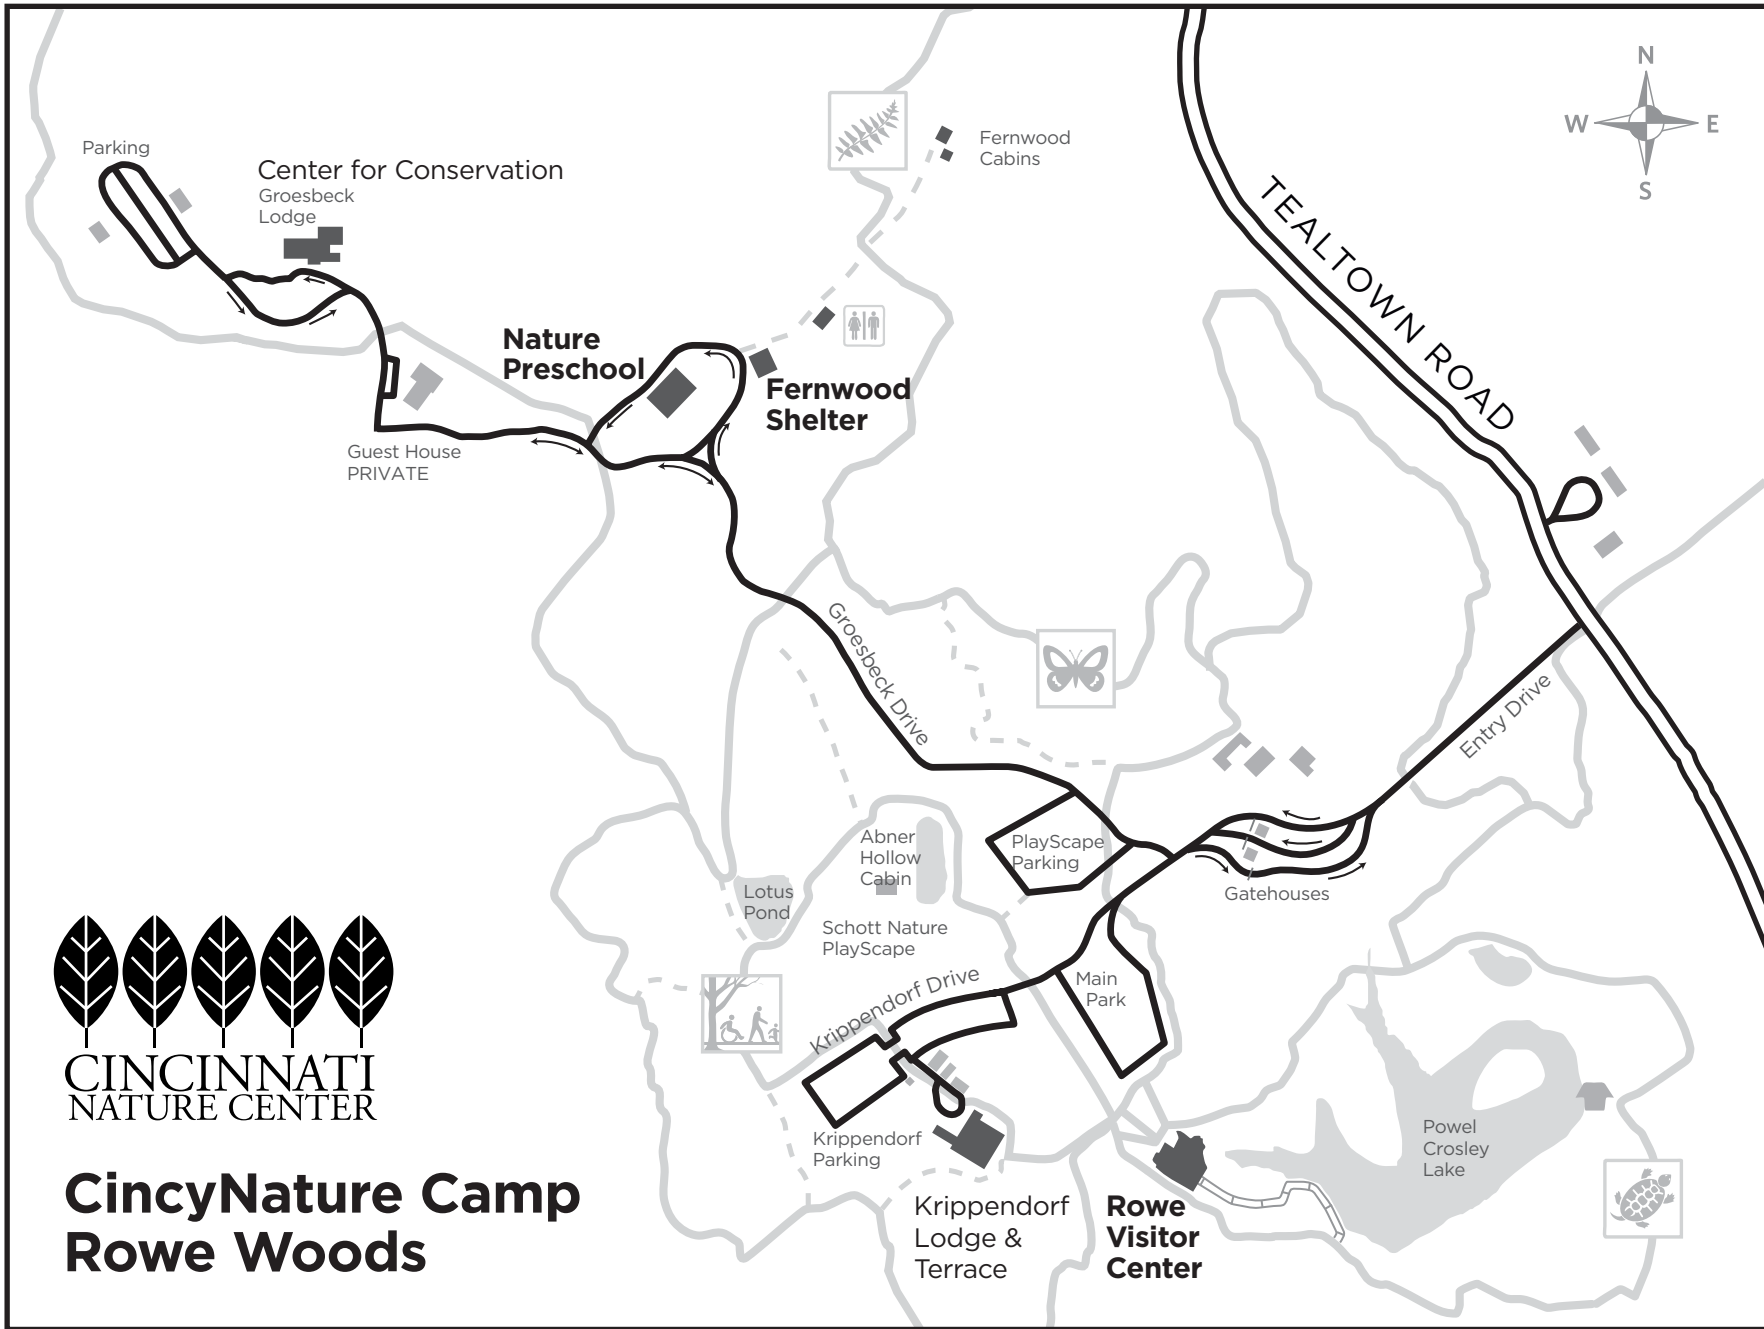 N
W
E
S
Parking
Center for Conservation
Groesbeck
Lodge
Fernwood
Cabins
TEALTOWN ROAD
Nature
Preschool
Fernwood
Shelter
Guest House
PRIVATE
Groesbeck Drive
Entry Drive
Abner
Hollow
Cabin
PlayScape
Parking
Gatehouses
Lotus
Pond
Schott Nature
PlayScape
Main
Park
Krippendorf Drive
Krippendorf
Parking
Powel
Crosley
Lake
Krippendorf
Lodge &
Terrace
Rowe
Visitor
Center
CINCINNATI
NATURE CENTER
CincyNature Camp
Rowe Woods